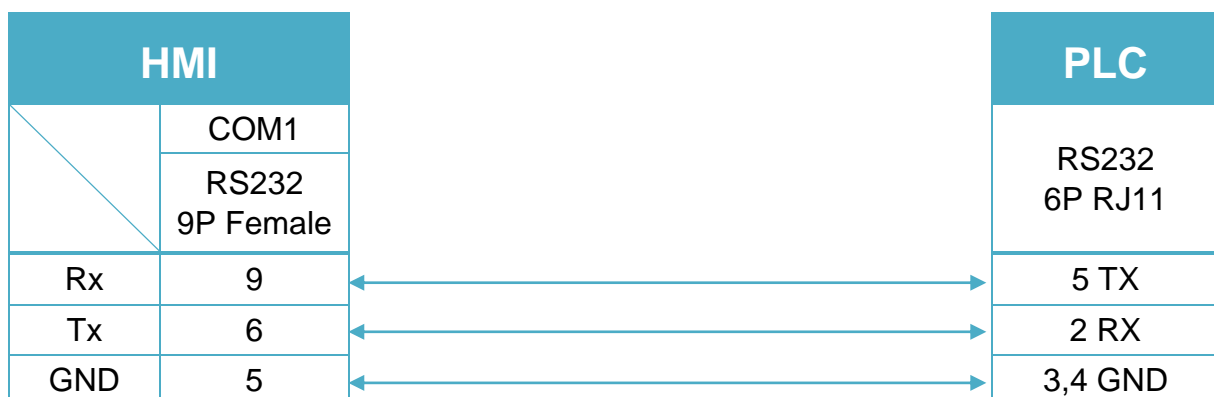 HMI
PLC
COM1
RS232
9P Female
RS232
6P RJ11
Rx 9 5 TX
Tx 6 2 RX
GND 5 3,4 GND